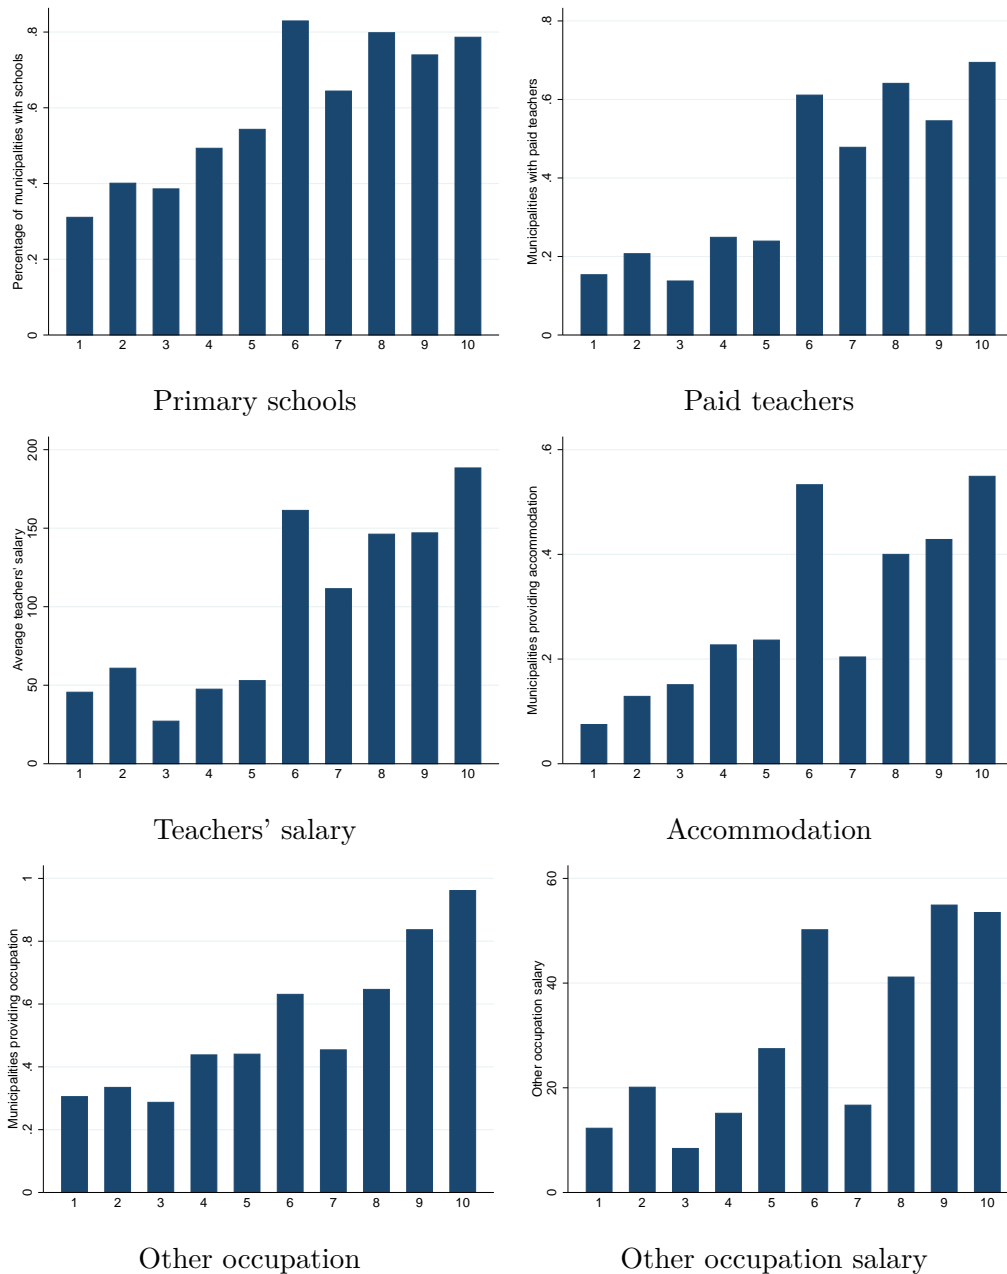 Percentage of municipalities with schools
0 .2 .4 .6 .8
1 2 3 4 5 6 7 8 9 10
Primary schools
Municipalities with paid teachers
0 .2 .4 .6 .8
1 2 3 4 5 6 7 8 9 10
Paid teachers
Average teachers' salary
0 50 100 150 200
1 2 3 4 5 6 7 8 9 10
Teachers' salary
Municipalities providing accommodation
0 .2 .4 .6
1 2 3 4 5 6 7 8 9 10
Accommodation
Municipalities providing occupation
0 .2 .4 .6 .8 1
1 2 3 4 5 6 7 8 9 10
Other occupation
Other occupation salary
0 20 40 60
1 2 3 4 5 6 7 8 9 10
Other occupation salary